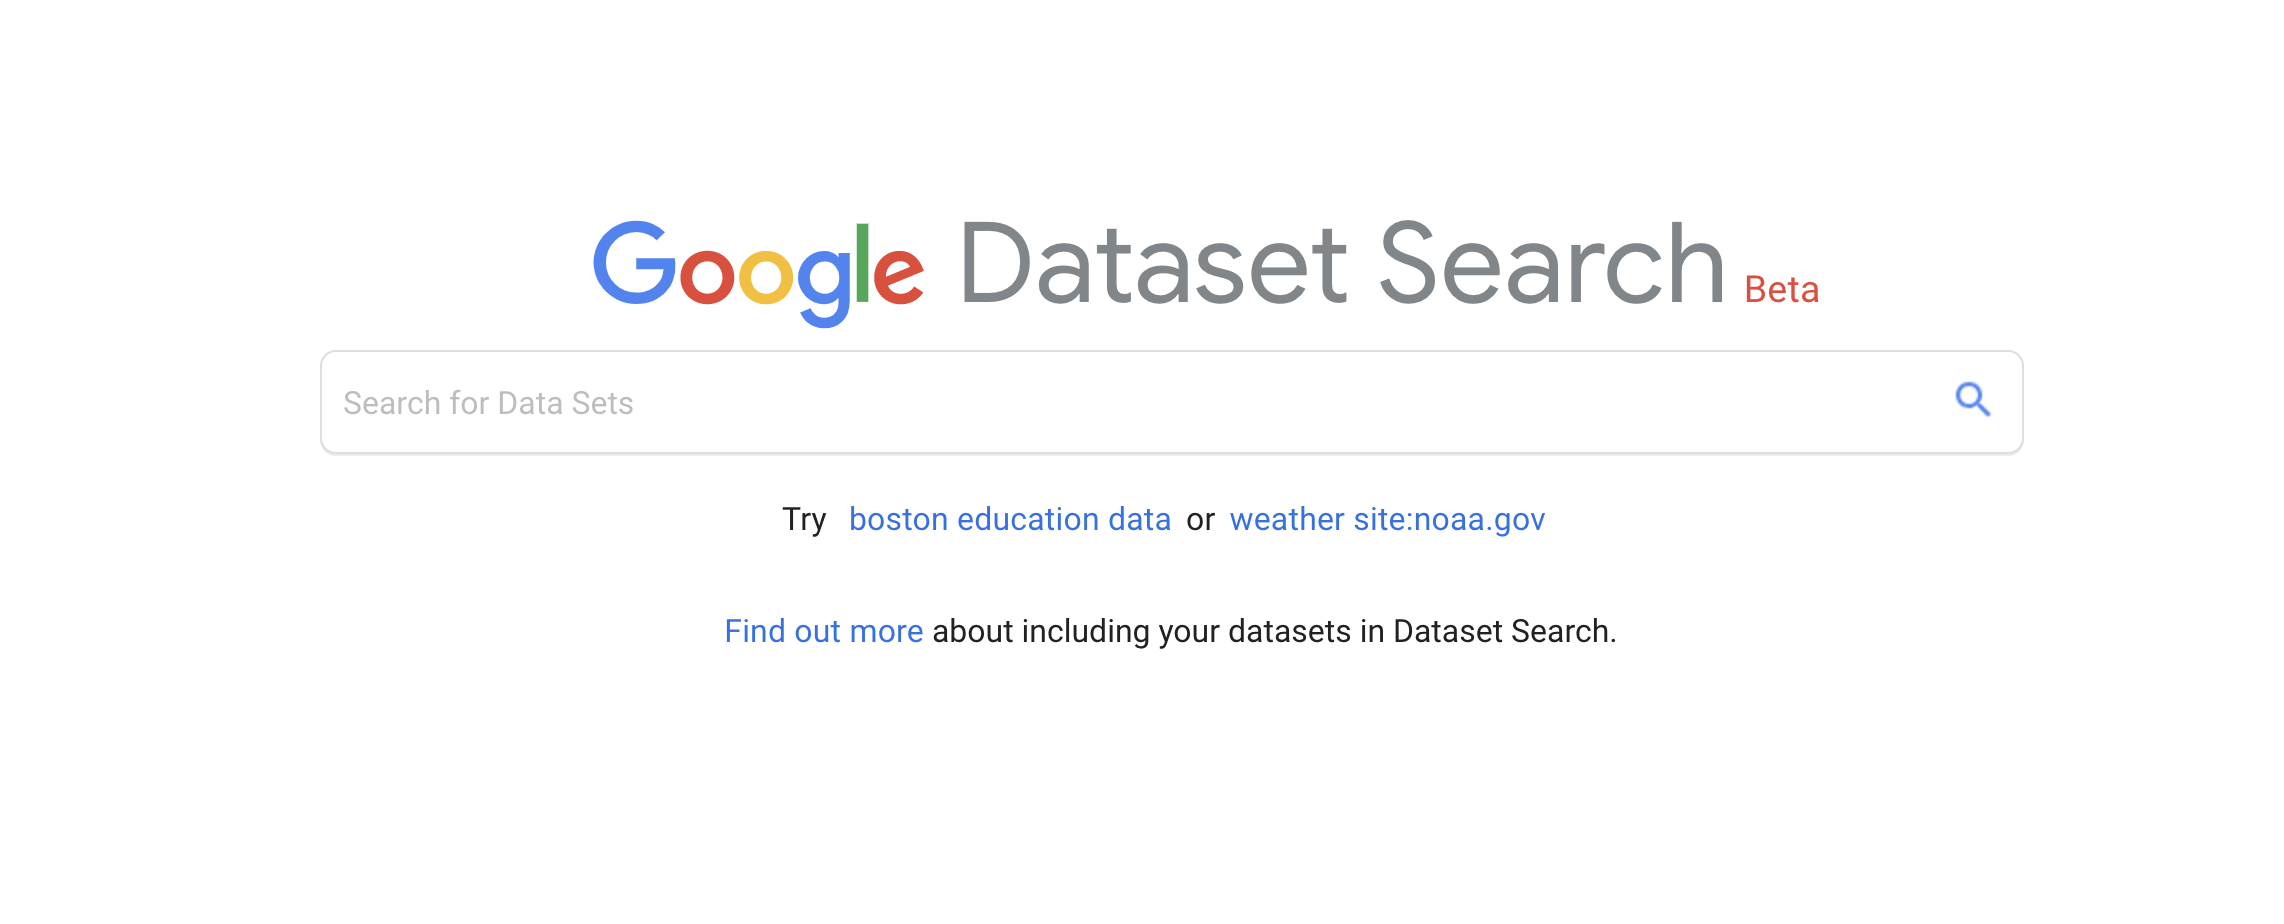 Google Dataset Search Beta
Search for Data Sets
Try boston education data or weather site:noaa.gov
Find out more about including your datasets in Dataset Search.